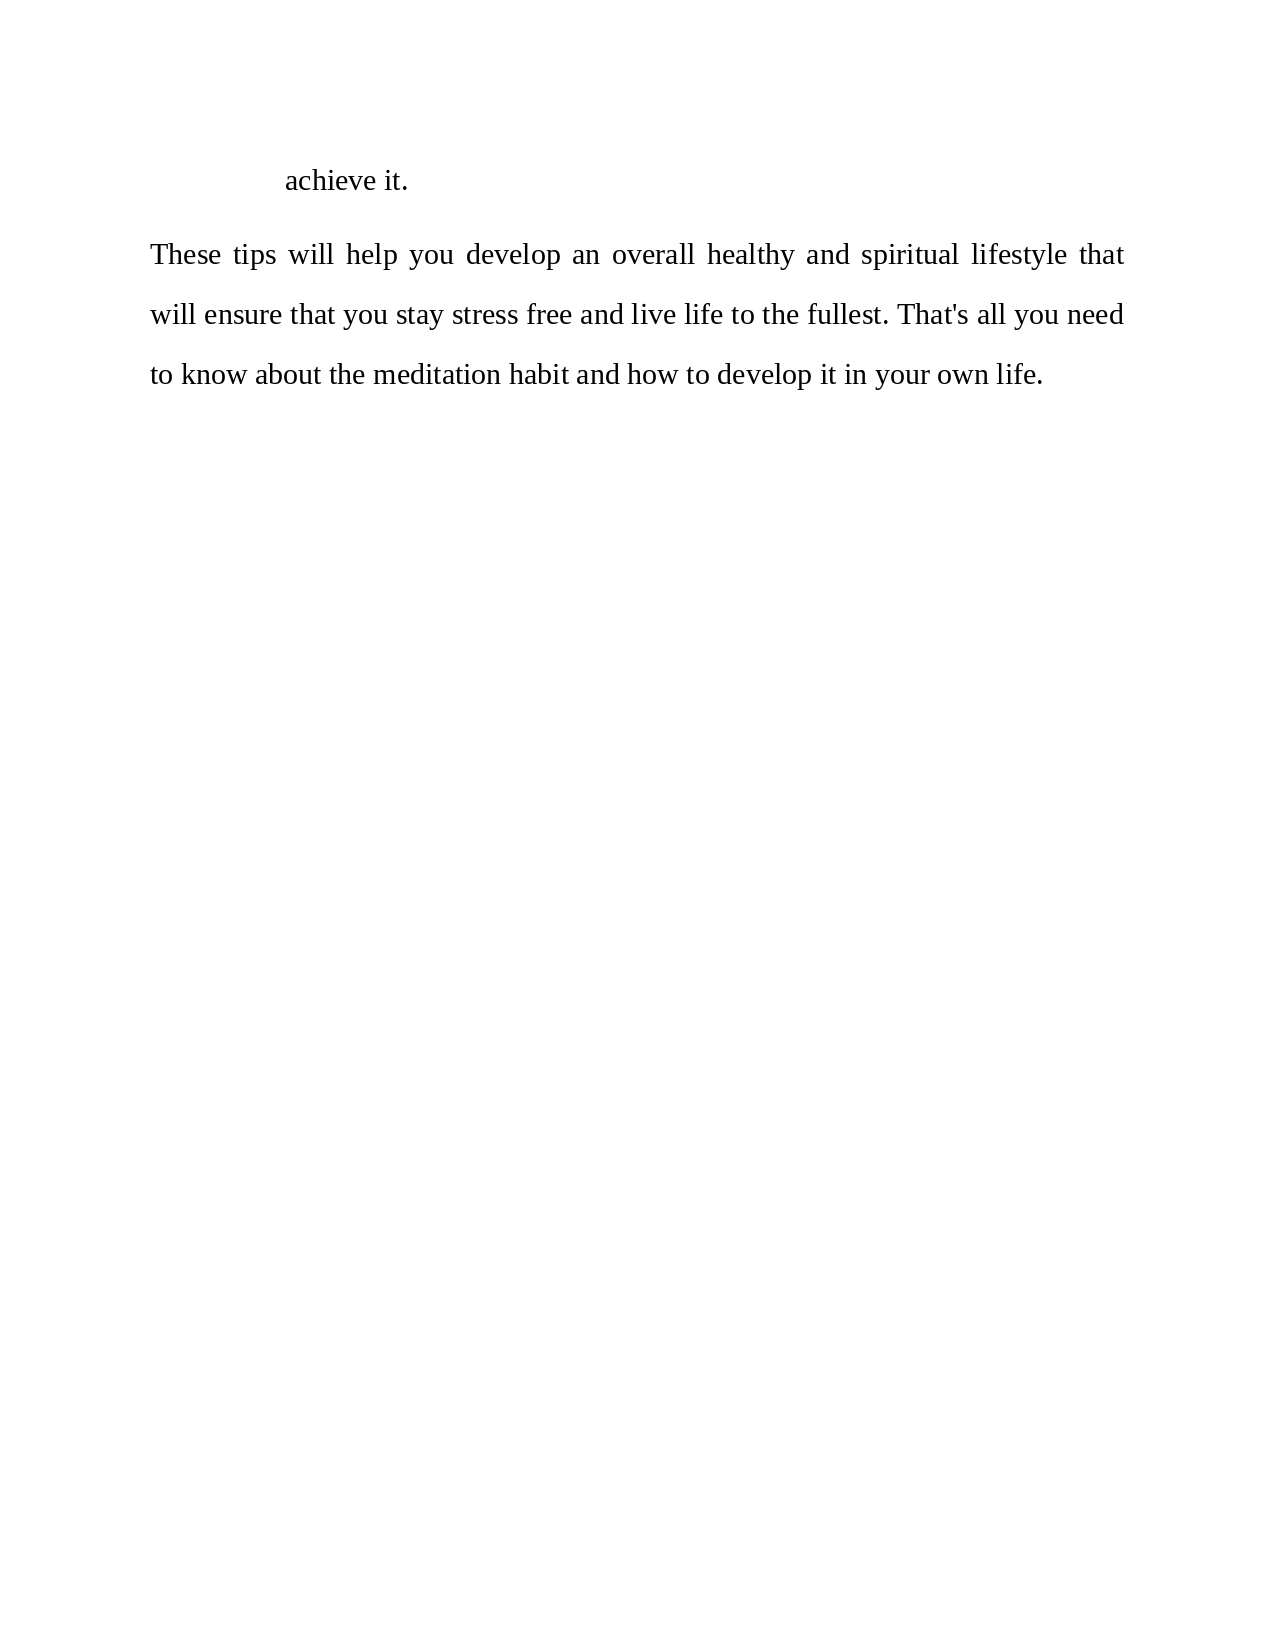 achieve it.
These tips will help you develop an overall healthy and spiritual lifestyle that
will ensure that you stay stress free and live life to the fullest. That's all you need
to know about the meditation habit and how to develop it in your own life.